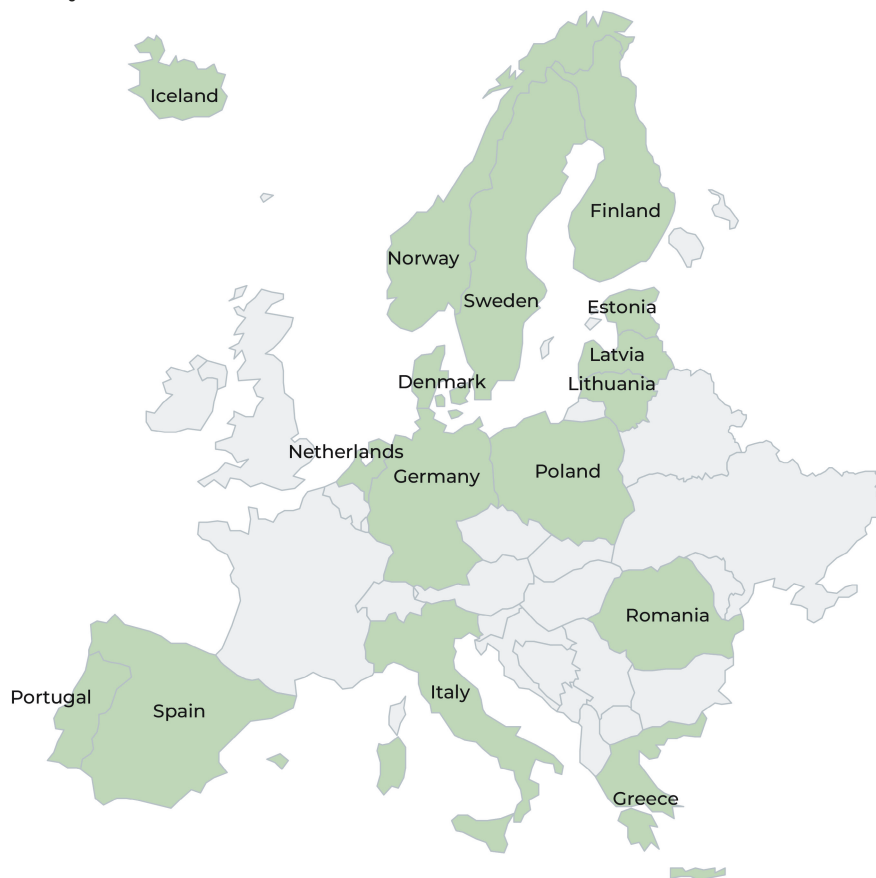 Iceland
Finland
Norway
Sweden
Estonia
Latvia
Denmark
Lithuania
Netherlands
Germany
Poland
Romania
Portugal
Italy
Spain
Greece